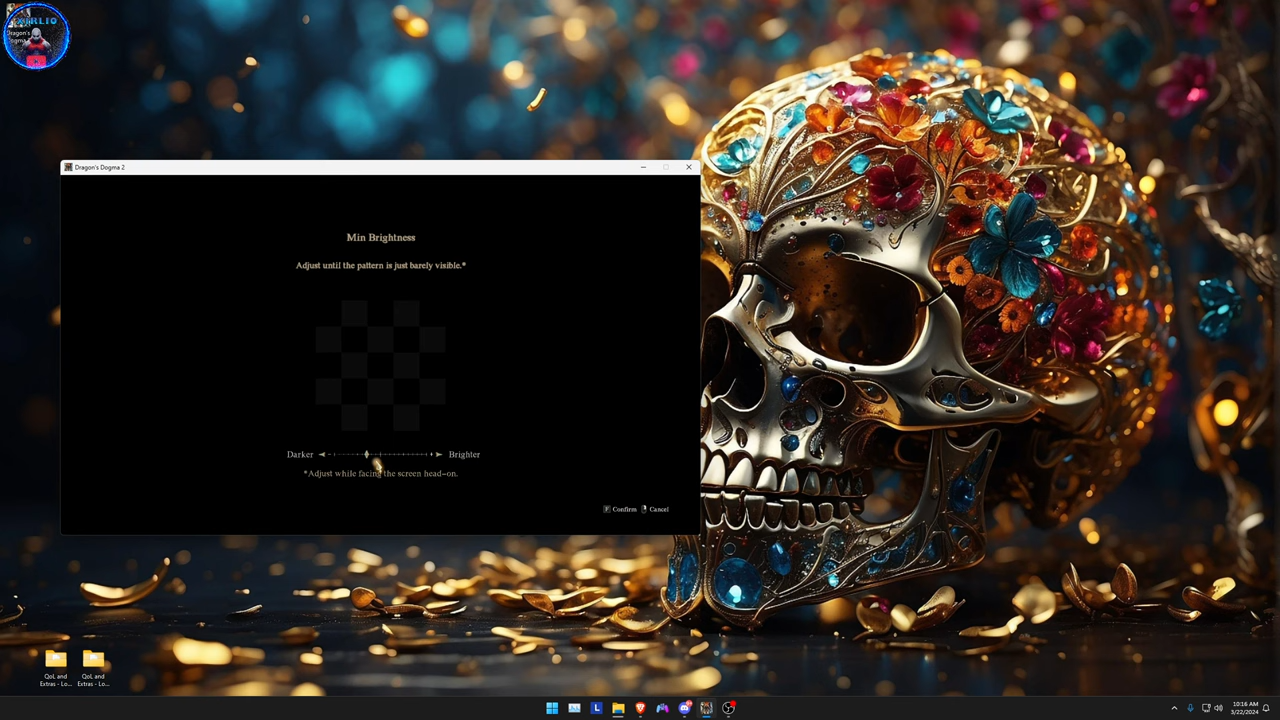 XIRLIO
Dragon's
Dogma 2
Min Brightness
Adjust until the pattern is just barely visible.*
Darker
Brighter
*Adjust while facing the screen head-on.
F Confirm
Cancel
QoL and
Extras - Lo...
QoL and
Extras - Lo...
L
10:16 AM
3/22/2024